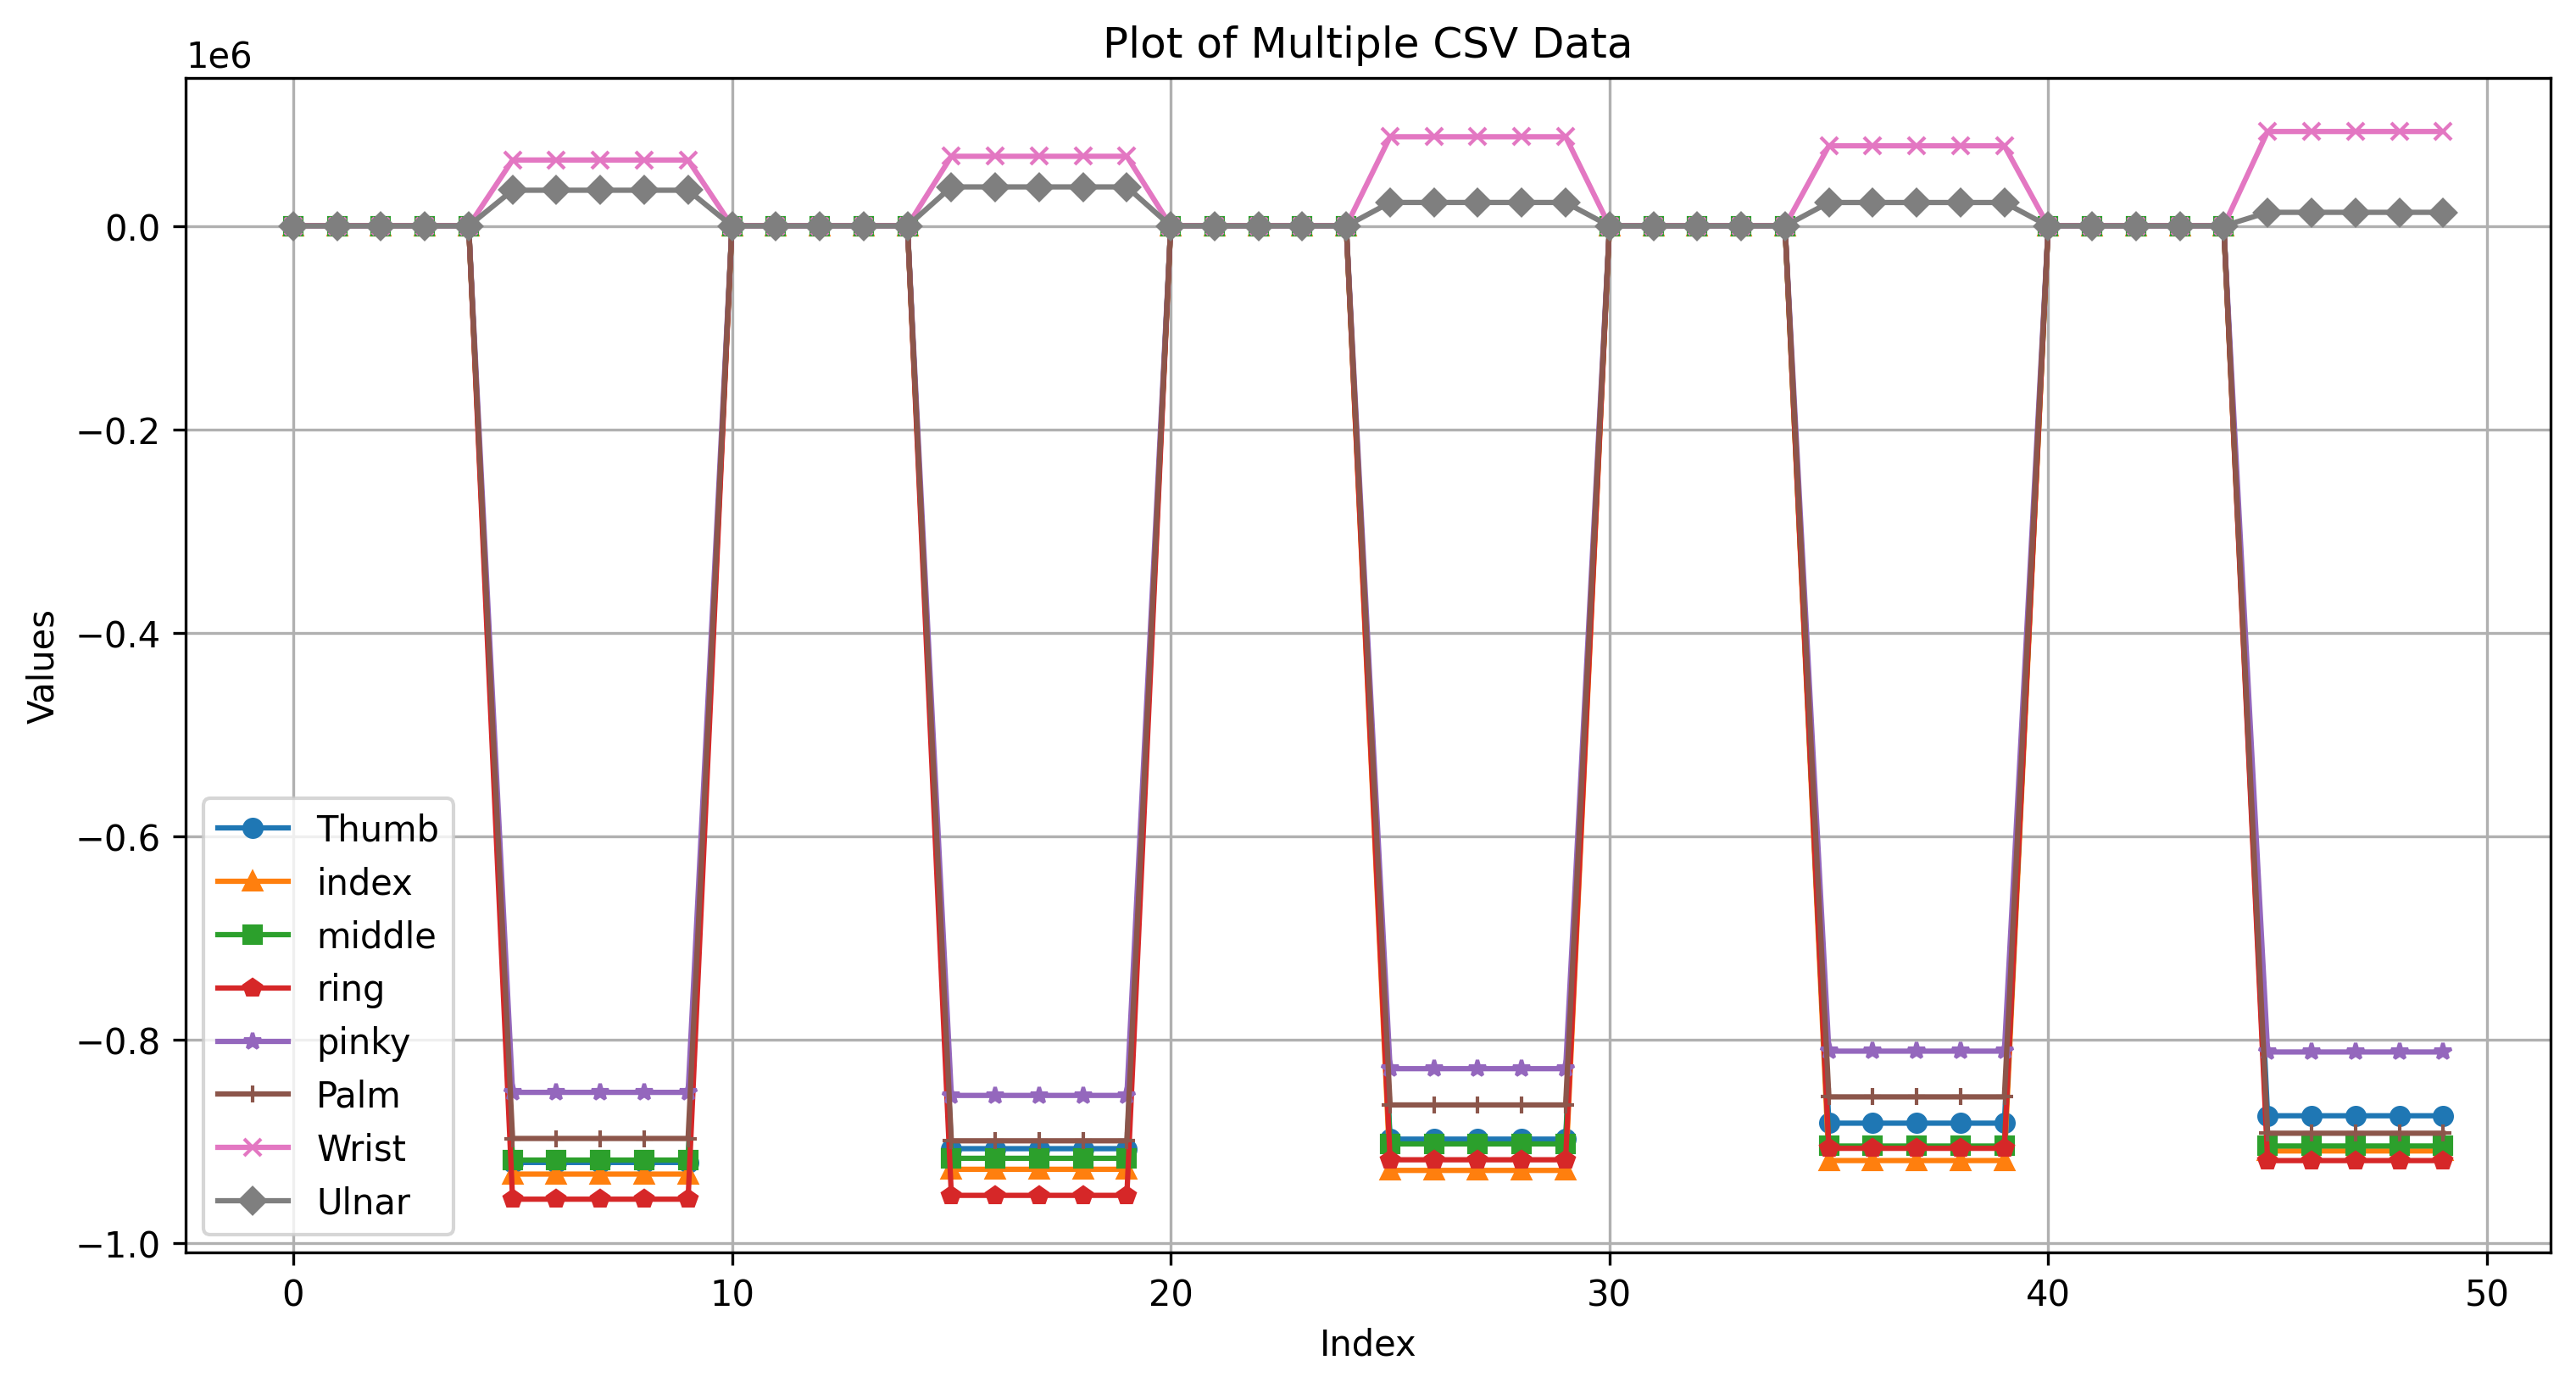 Plot of Multiple CSV Data
1e6
0.0
−0.2
−0.4
−0.6
−0.8
−1.0
Values
Thumb
index
middle
ring
pinky
Palm
Wrist
Ulnar
0 10 20 30 40 50
Index